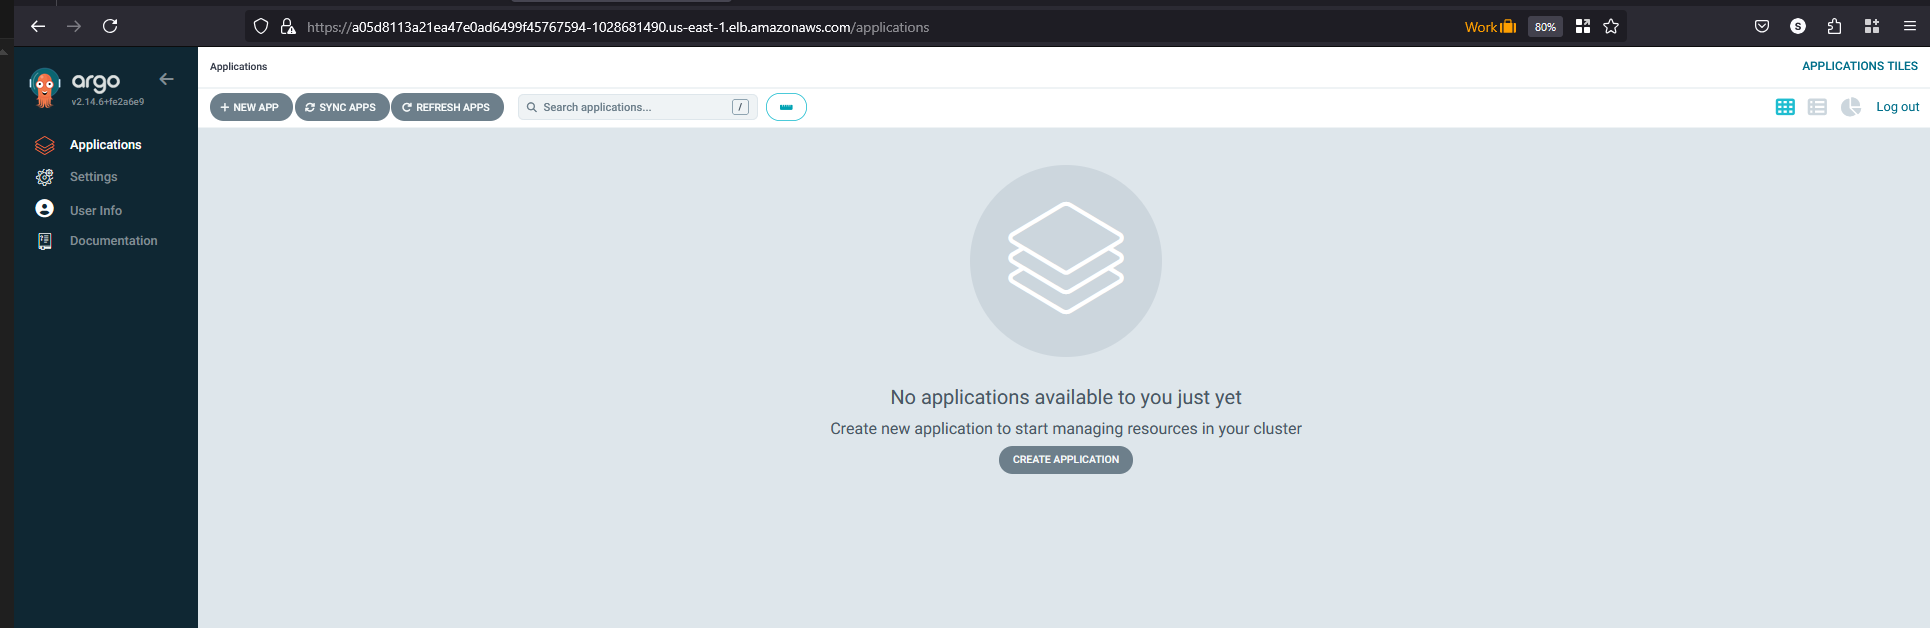 https://a05d8113a21ea47e0ad6499f45767594-1028681490.us-east-1.elb.amazonaws.com/applications
Work
80%
S
argo
v2.14.6+fe2a6e9
Applications
Settings
User Info
Documentation
Applications
APPLICATIONS TILES
+ NEW APP
SYNC APPS
REFRESH APPS
Search applications...
/
Log out
No applications available to you just yet
Create new application to start managing resources in your cluster
CREATE APPLICATION